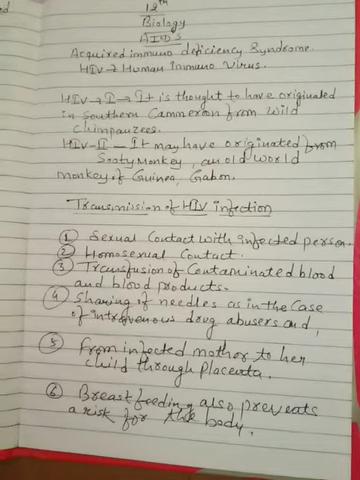 12th
Biology
AIDS
Acquired immuno deficiency Syndrome.
HIV → Human immuno Virus.
HIV → I → It is thought to have originated
in Southern Cammeron from wild
Chimpanzees.
HIV-II - It may have originated from
Sooty Monkey, an old world
monkey of Guinea, Gabon.
Transmission of HIV infection
① Sexual Contact with infected person.
② Homosexual Contact.
③ Transfusion of Contaminated blood
and blood products.
④ Sharing of needles as in the Case
of intravenous drug abusers and,
⑤ From infected mother to her
child through Placenta.
⑥ Breast feeding also prevents
a risk for the body.